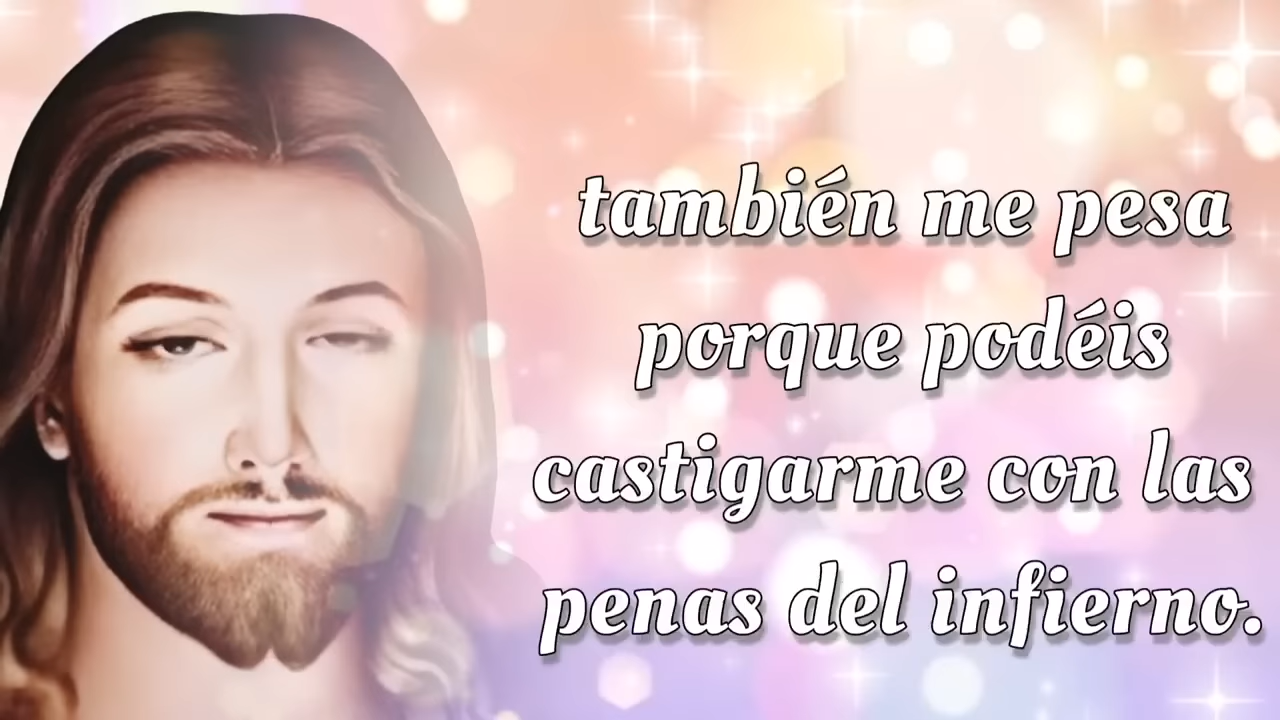 también me pesa
porque podéis
castigarme con las
penas del infierno.